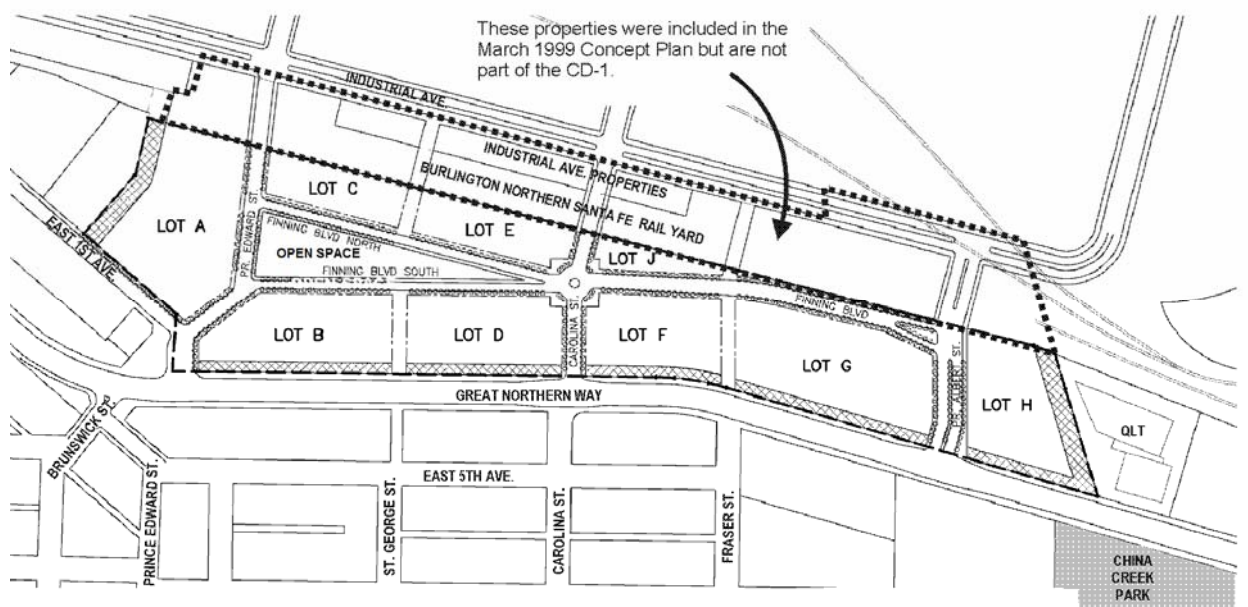 These properties were included in the
March 1999 Concept Plan but are not
part of the CD-1.
INDUSTRIAL AVE.
INDUSTRIAL AVE. PROPERTIES
BURLINGTON NORTHERN SANTA FE RAIL YARD
LOT C
LOT A
PR. EDWARD ST.
FINNING BLVD NORTH
LOT E
EAST 1ST AVE.
OPEN SPACE
LOT J
FINNING BLVD SOUTH
FINNING BLVD
LOT B
LOT D
CAROLINA ST.
LOT F
LOT G
PR. ALBERT ST.
LOT H
GREAT NORTHERN WAY
QLT
BRUNSWICK ST.
EAST 5TH AVE.
PRINCE EDWARD ST.
ST. GEORGE ST.
CAROLINA ST.
FRASER ST.
CHINA
CREEK
PARK